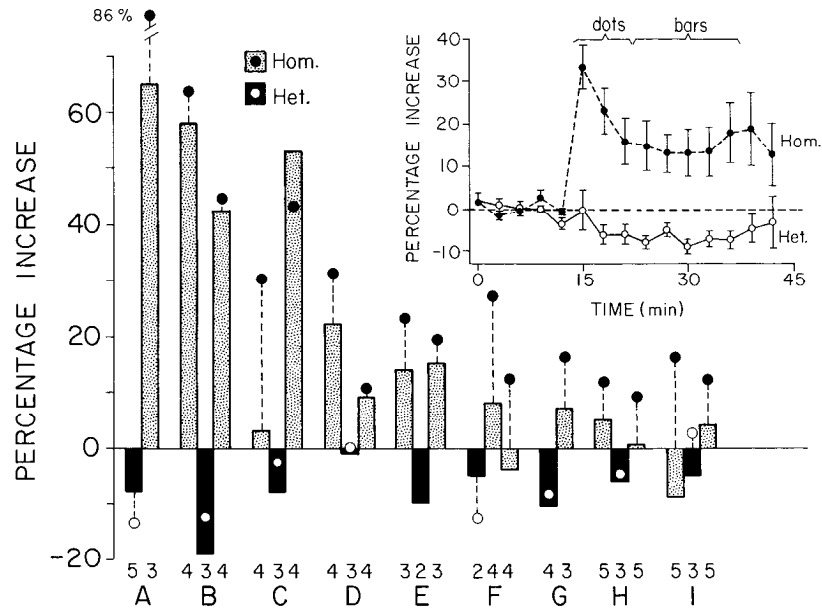 86 %
Hom.
Het.
PERCENTAGE INCREASE
60
40
20
0
-20
5 3 4 3 4 4 3 4 4 3 4 3 2 3 2 4 4 4 3 5 3 5 5 3 5
A B C D E F G H I
dots bars
PERCENTAGE INCREASE
40
30
20
10
0
-10
Hom.
Het.
0 15 30 45
TIME (min)